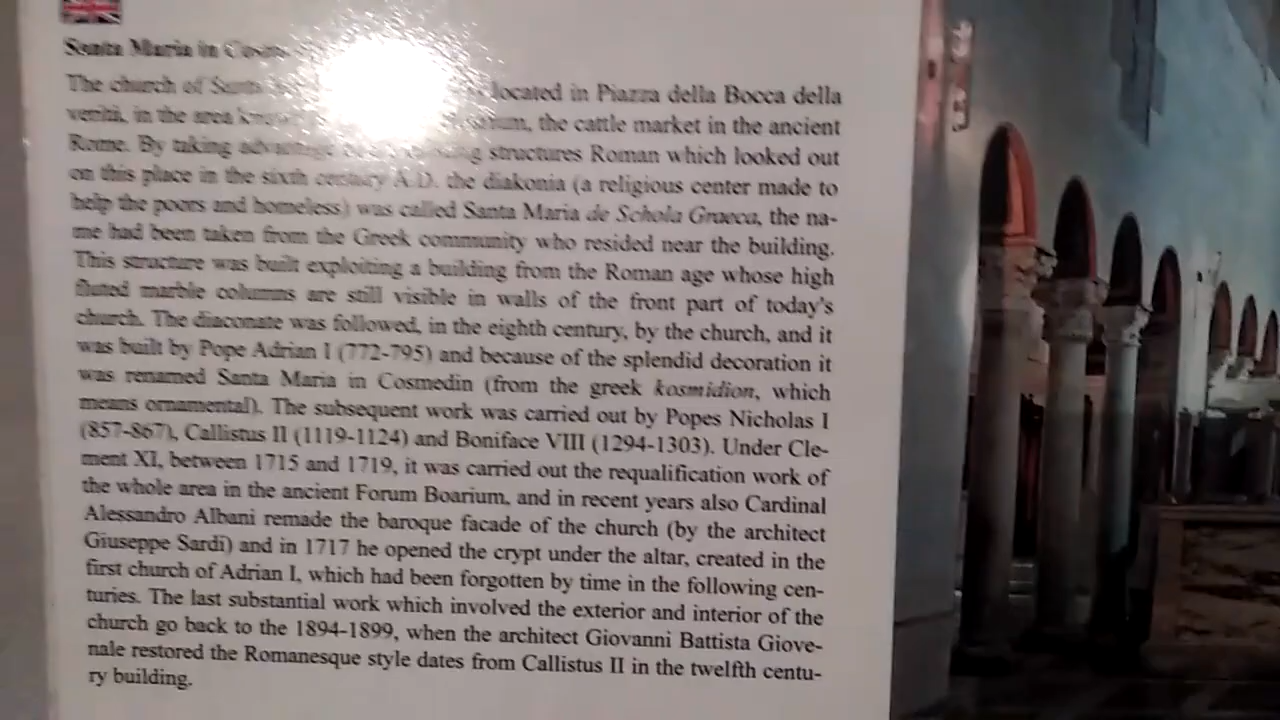 Santa Maria in
The church of located in Piazza della Bocca della
verità, in the area the cattle market in the ancient
Rome. By taking structures Roman which looked out
on this place in the sixth century A.D. the diakonia (a religious center made to
help the poors and homeless) was called Santa Maria de Schola Graeca, the na-
me had been taken from the Greek community who resided near the building.
This structure was built exploiting a building from the Roman age whose high
fluted marble columns are still visible in walls of the front part of today's
church. The diaconate was followed, in the eighth century, by the church, and it
was built by Pope Adrian I (772-795) and because of the splendid decoration it
was renamed Santa Maria in Cosmedin (from the greek kosmidion, which
means ornamental). The subsequent work was carried out by Popes Nicholas I
(857-867), Callistus II (1119-1124) and Boniface VIII (1294-1303). Under Cle-
ment XI, between 1715 and 1719, it was carried out the requalification work of
the whole area in the ancient Forum Boarium, and in recent years also Cardinal
Alessandro Albani remade the baroque facade of the church (by the architect
Giuseppe Sardi) and in 1717 he opened the crypt under the altar, created in the
first church of Adrian I, which had been forgotten by time in the following cen-
turies. The last substantial work which involved the exterior and interior of the
church go back to the 1894-1899, when the architect Giovanni Battista Giove-
nale restored the Romanesque style dates from Callistus II in the twelfth centu-
ry building.